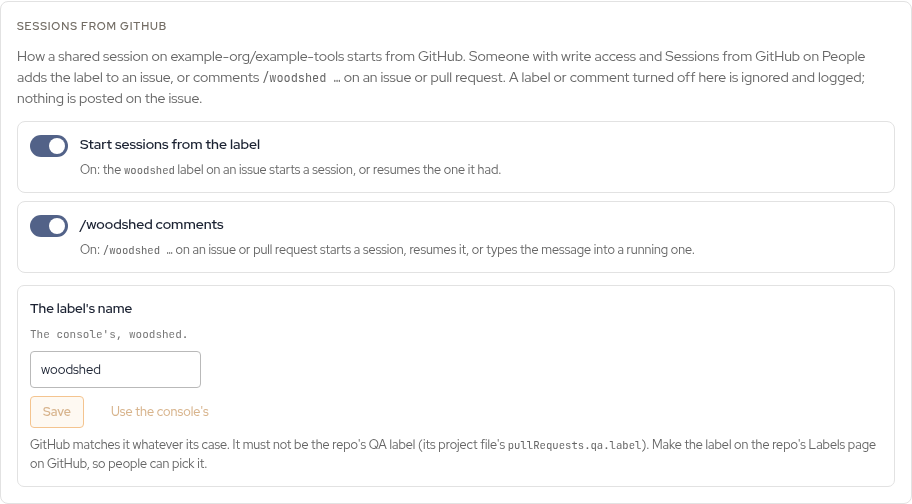 SESSIONS FROM GITHUB
How a shared session on example-org/example-tools starts from GitHub. Someone with write access and Sessions from GitHub on People
adds the label to an issue, or comments /woodshed … on an issue or pull request. A label or comment turned off here is ignored and logged;
nothing is posted on the issue.
Start sessions from the label
On: the woodshed label on an issue starts a session, or resumes the one it had.
/woodshed comments
On: /woodshed … on an issue or pull request starts a session, resumes it, or types the message into a running one.
The label's name
The console's, woodshed.
woodshed
Save Use the console's
GitHub matches it whatever its case. It must not be the repo's QA label (its project file's pullRequests.qa.label). Make the label on the repo's Labels page
on GitHub, so people can pick it.